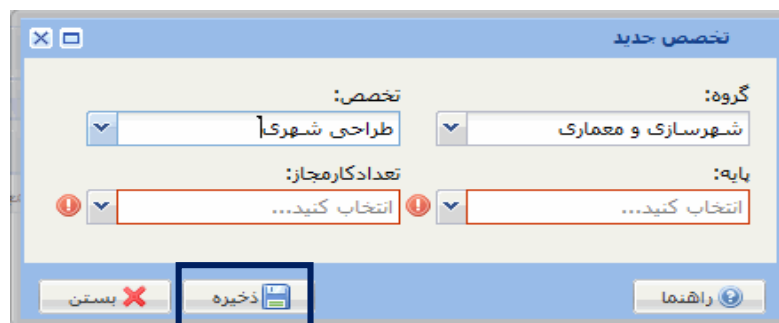 تخصص جدید
گروه: تخصص:
شهرسازی و معماری طراحی شهری
پایه: تعدادکارمجاز:
انتخاب کنید... انتخاب کنید...
راهنما ذخیره بستن